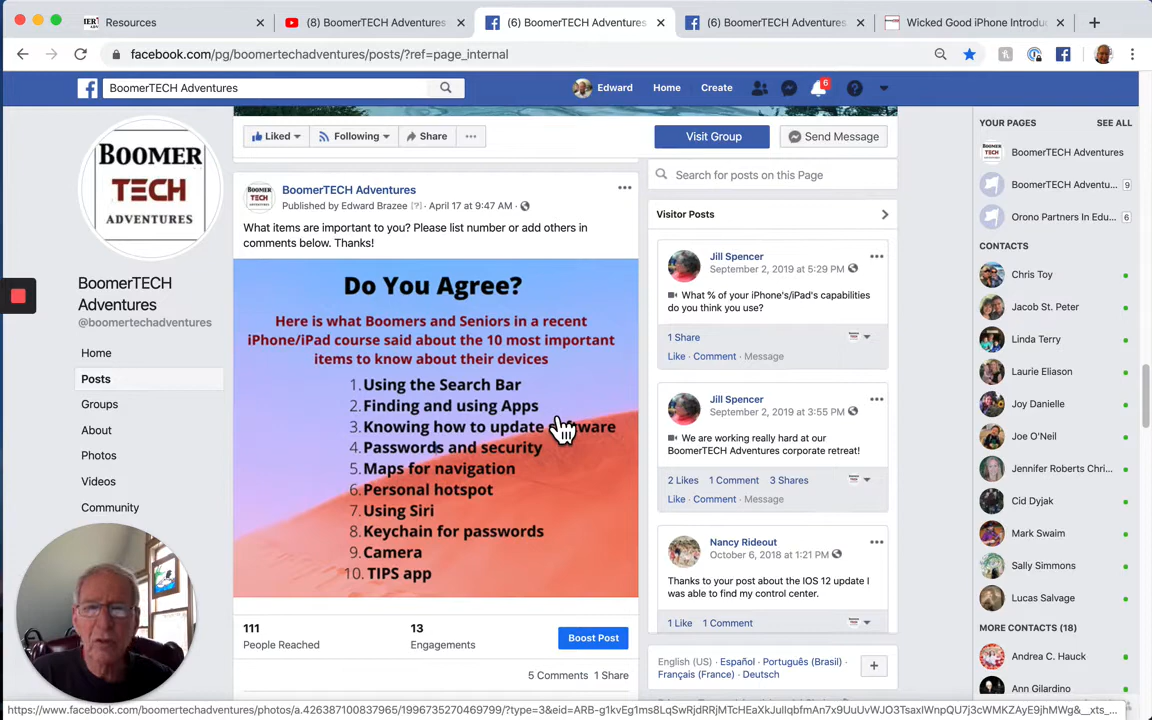 Resources
(8) BoomerTECH Adventures
(6) BoomerTECH Adventures
(6) BoomerTECH Adventures
Wicked Good iPhone Introdu
facebook.com/pg/boomertechadventures/posts/?ref=page_internal
BoomerTECH Adventures
Edward
Home
Create
6
BOOMER
TECH
ADVENTURES
BoomerTECH
Adventures
@boomertechadventures
Home
Posts
Groups
About
Photos
Videos
Community
Liked
Following
Share
Visit Group
Send Message
BoomerTECH Adventures
Published by Edward Brazee [?] · April 17 at 9:47 AM ·
What items are important to you? Please list number or add others in
comments below. Thanks!
Do You Agree?
Here is what Boomers and Seniors in a recent
iPhone/iPad course said about the 10 most important
items to know about their devices
1. Using the Search Bar
2. Finding and using Apps
3. Knowing how to update software
4. Passwords and security
5. Maps for navigation
6. Personal hotspot
7. Using Siri
8. Keychain for passwords
9. Camera
10. TIPS app
111
People Reached
13
Engagements
Boost Post
5 Comments 1 Share
Search for posts on this Page
Visitor Posts
Jill Spencer
September 2, 2019 at 5:29 PM
What % of your iPhone's/iPad's capabilities
do you think you use?
1 Share
Like · Comment · Message
Jill Spencer
September 2, 2019 at 3:55 PM
We are working really hard at our
BoomerTECH Adventures corporate retreat!
2 Likes 1 Comment 3 Shares
Like · Comment · Message
Nancy Rideout
October 6, 2018 at 1:21 PM
Thanks to your post about the IOS 12 update I
was able to find my control center.
1 Like 1 Comment
English (US) · Español · Português (Brasil) ·
Français (France) · Deutsch
YOUR PAGES SEE ALL
BoomerTECH Adventures
BoomerTECH Adventu... 9
Orono Partners In Edu... 6
CONTACTS
Chris Toy
Jacob St. Peter
Linda Terry
Laurie Eliason
Joy Danielle
Joe O'Neil
Jennifer Roberts Chri...
Cid Dyjak
Mark Swaim
Sally Simmons
Lucas Salvage
MORE CONTACTS (18)
Andrea C. Hauck
Ann Gilardino